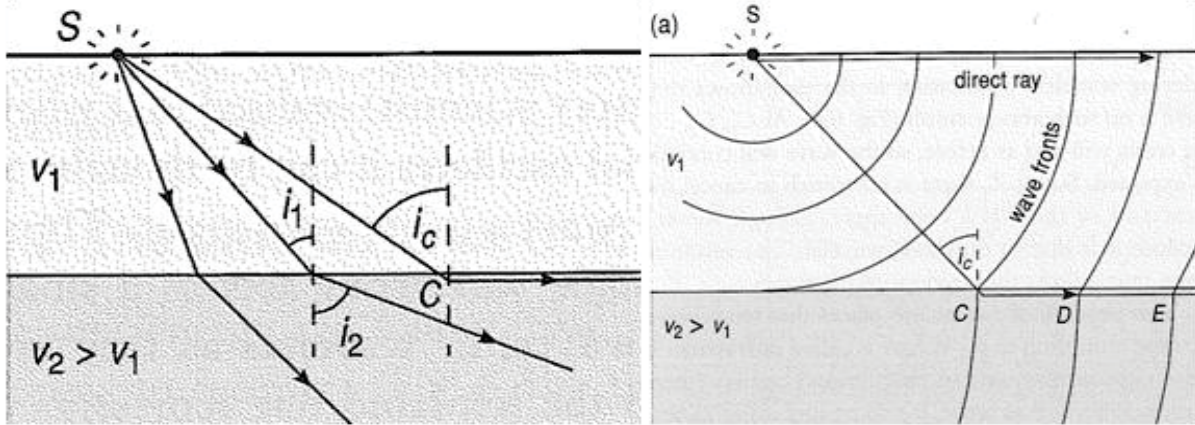 S
v1
i1
ic
C
i2
v2 > v1
(a)
S
direct ray
v1
wave fronts
ic
C
D
E
v2 > v1